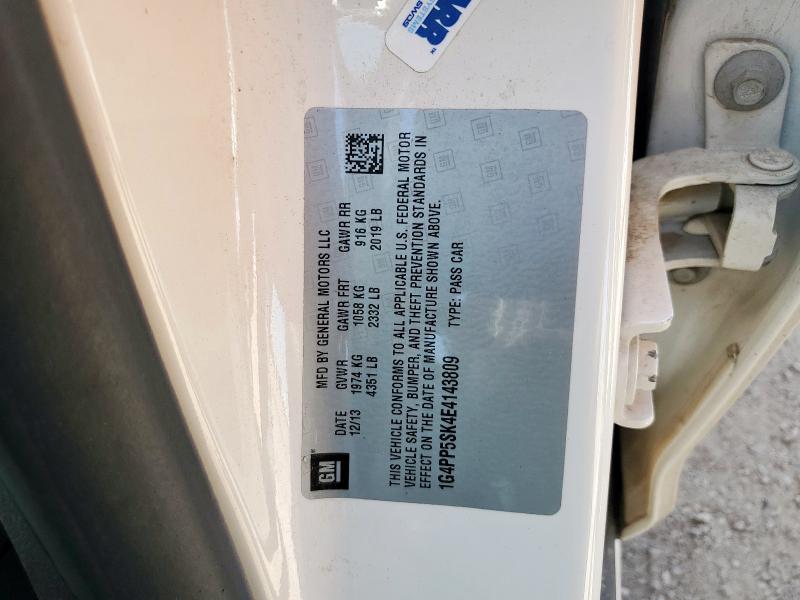 ARR
SYSTEMS
MFD BY GENERAL MOTORS LLC
DATE GVWR GAWR FRT GAWR RR
12/13 1974 KG 1058 KG 916 KG
4351 LB 2332 LB 2019 LB
THIS VEHICLE CONFORMS TO ALL APPLICABLE U.S. FEDERAL MOTOR
VEHICLE SAFETY, BUMPER, AND THEFT PREVENTION STANDARDS IN
EFFECT ON THE DATE OF MANUFACTURE SHOWN ABOVE.
1G4PP5SK4E4143809 TYPE: PASS CAR
GM